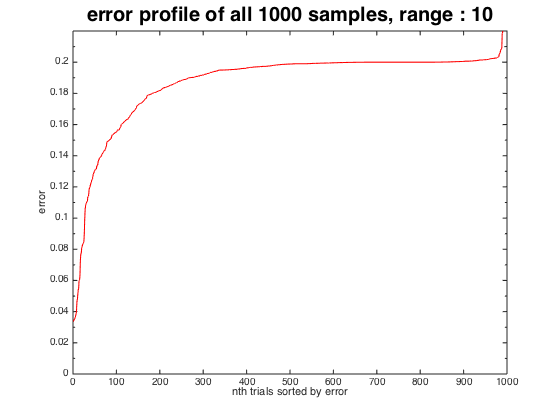 error profile of all 1000 samples, range : 10
0.2
0.18
0.16
0.14
0.12
0.1
0.08
0.06
0.04
0.02
0
error
0 100 200 300 400 500 600 700 800 900 1000
nth trials sorted by error